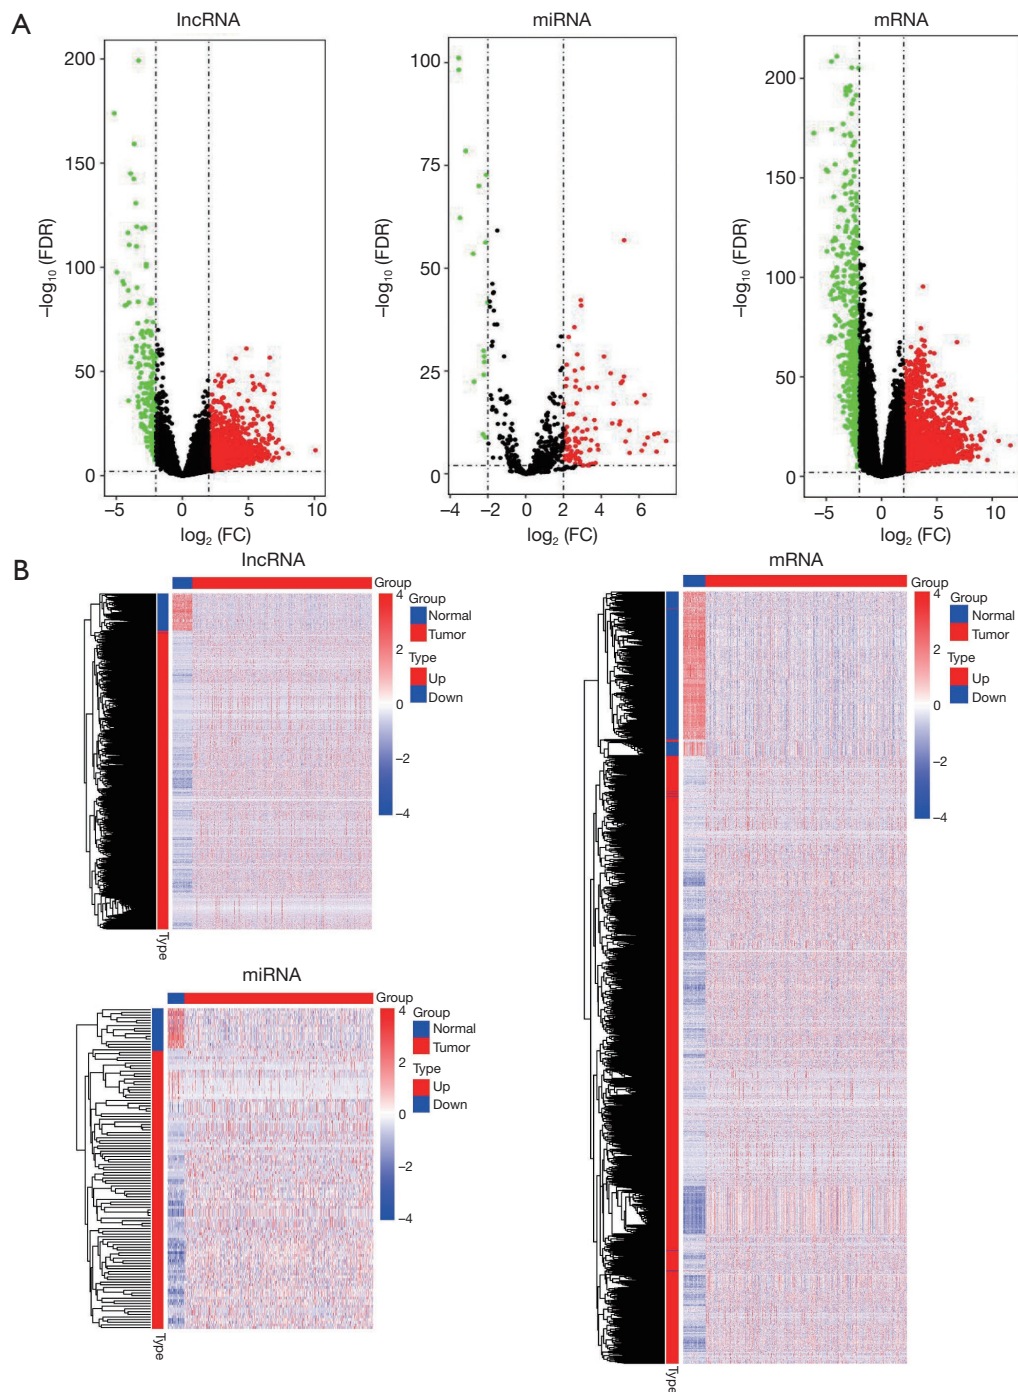 A
lncRNA
miRNA
mRNA
200
150
100
50
0
−5
0
5
10
−log10 (FDR)
log2 (FC)
100
75
50
25
0
−4
−2
0
2
4
6
−log10 (FDR)
log2 (FC)
200
150
100
50
0
−5
0
5
10
−log10 (FDR)
log2 (FC)
B
lncRNA
Group
4
2
0
−2
−4
Group
Normal
Tumor
Type
Up
Down
Type
miRNA
Group
4
2
0
−2
−4
Group
Normal
Tumor
Type
Up
Down
Type
mRNA
Group
4
2
0
−2
−4
Group
Normal
Tumor
Type
Up
Down
Type